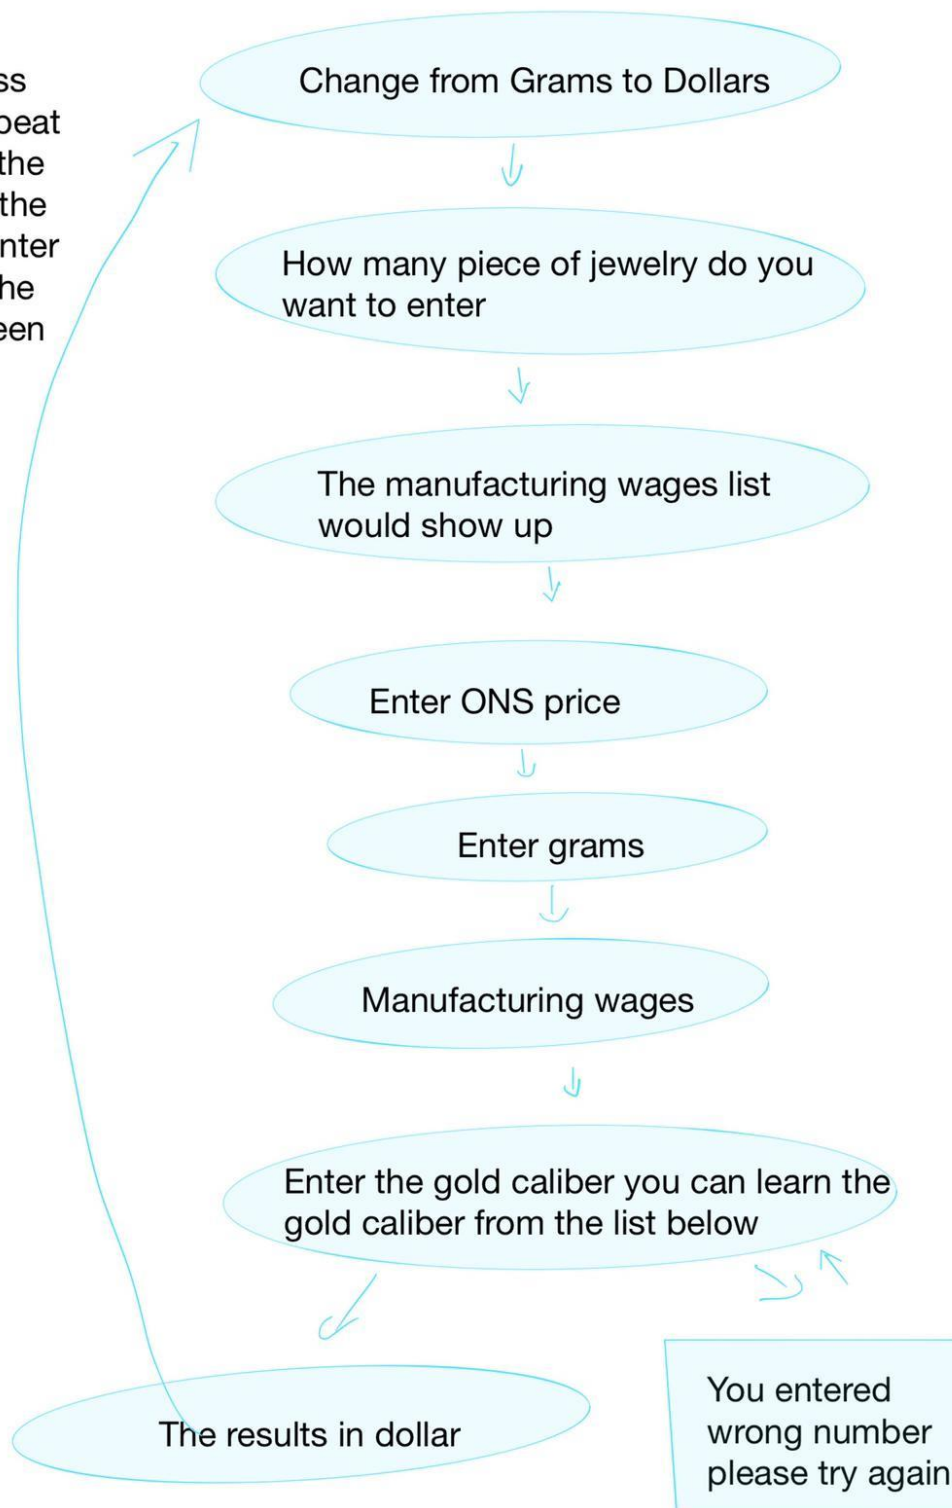 Change from Grams to Dollars
the
the
How many piece of jewelry do you
want to enter
The manufacturing wages list
would show up
Enter ONS price
Enter grams
Manufacturing wages
Enter the gold caliber you can learn the
gold caliber from the list below
The results in dollar
You entered
wrong number
please try again